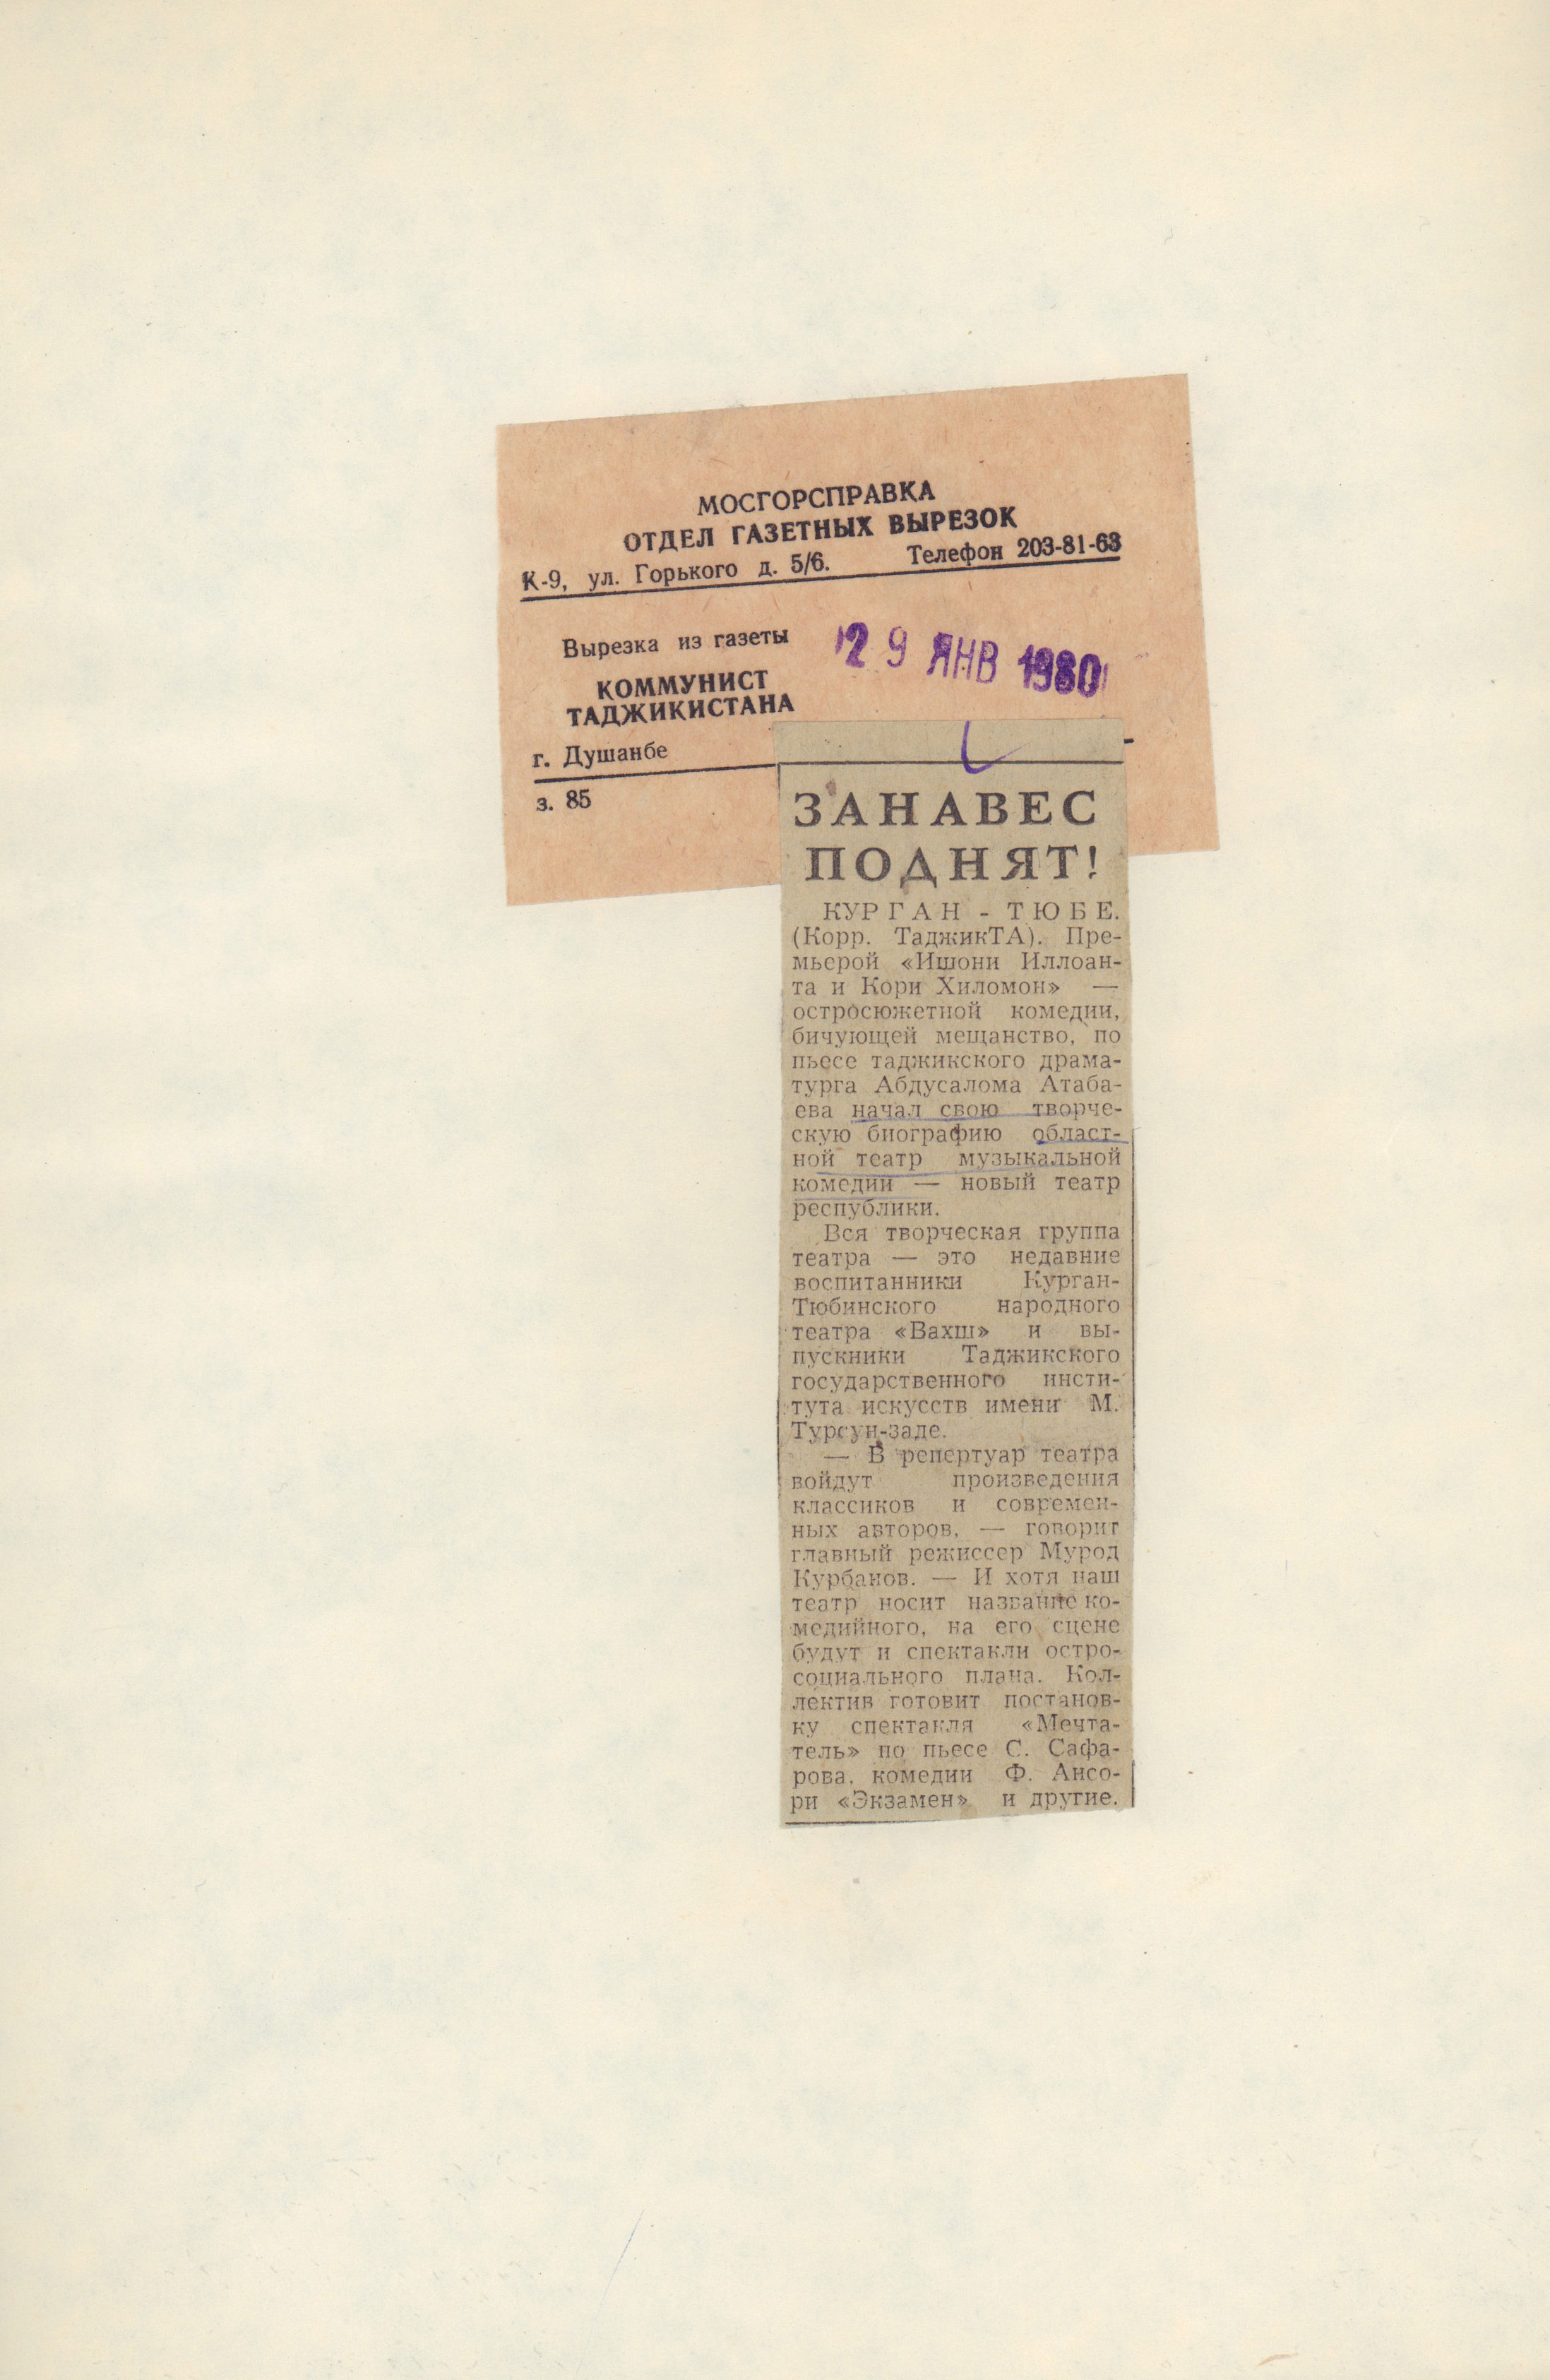 МОСГОРСПРАВКА
ОТДЕЛ ГАЗЕТНЫХ ВЫРЕЗОК
К-9, ул. Горького д. 5/6. Телефон 203-81-63
Вырезка из газеты
29 ЯНВ 1980
КОММУНИСТ
ТАДЖИКИСТАНА
г. Душанбе
з. 85
ЗАНАВЕС
ПОДНЯТ!
КУРГАН-ТЮБЕ.
(Корр. ТаджикТА). Пре-
мьерой «Ишони Иллоан-
та и Кори Хиломон» —
остросюжетной комедии,
бичующей мещанство, по
пьесе таджикского драма-
турга Абдусалома Атаба-
ева начал свою творче-
скую биографию област-
ной театр музыкальной
комедии — новый театр
республики.
Вся творческая группа
театра — это недавние
воспитанники Курган-
Тюбинского народного
театра «Вахш» и вы-
пускники Таджикского
государственного инсти-
тута искусств имени М.
Турсун-заде.
— В репертуар театра
войдут произведения
классиков и современ-
ных авторов, — говорит
главный режиссер Мурод
Курбанов. — И хотя наш
театр носит название ко-
медийного, на его сцене
будут и спектакли остро-
социального плана. Кол-
лектив готовит постанов-
ку спектакля «Мечта-
тель» по пьесе С. Сафа-
рова, комедии Ф. Ансо-
ри «Экзамен» и другие.